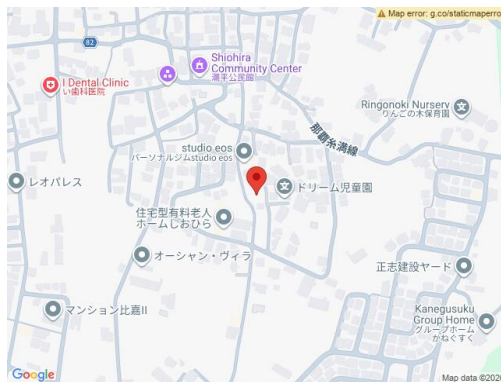 Map error: g.co/staticmaperro
82
Shiohira
Community Center
潮平公民館
I Dental Clinic
い歯科医院
Ringonoki Nurserv
りんごの木保育園
那覇糸満線
studio eos
パーソナルジムstudio eos
レオパレス
ドリーム児童園
住宅型有料老人
ホームしおひら
オーシャン・ヴィラ
正志建設ヤード
マンション比嘉II
Kanegusuku
Group Home
グループホーム
かねぐすく
Google
Map data ©2020